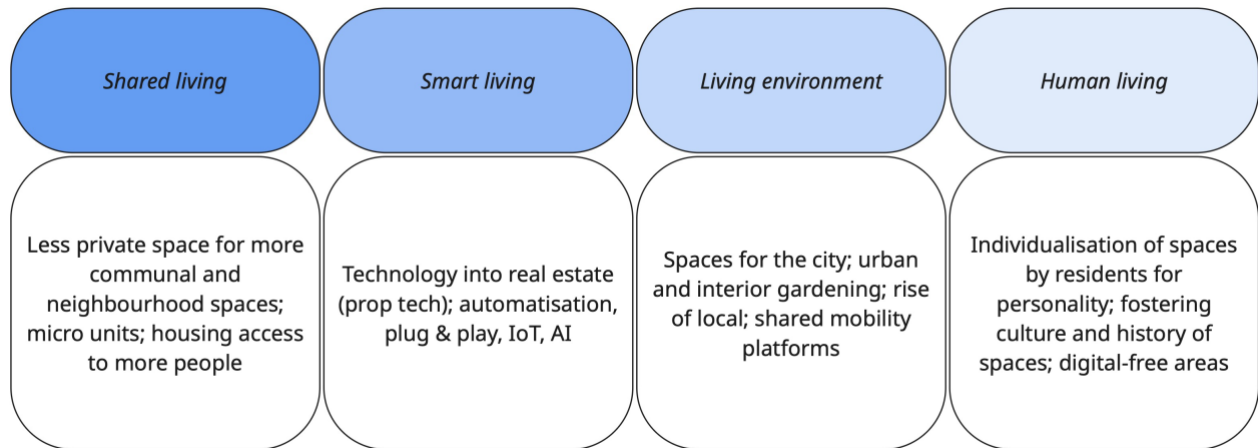 Shared living
Smart living
Living environment
Human living
Less private space for more
communal and
neighbourhood spaces;
micro units; housing access
to more people
Technology into real estate
(prop tech); automatisation,
plug & play, IoT, AI
Spaces for the city; urban
and interior gardening; rise
of local; shared mobility
platforms
Individualisation of spaces
by residents for
personality; fostering
culture and history of
spaces; digital-free areas